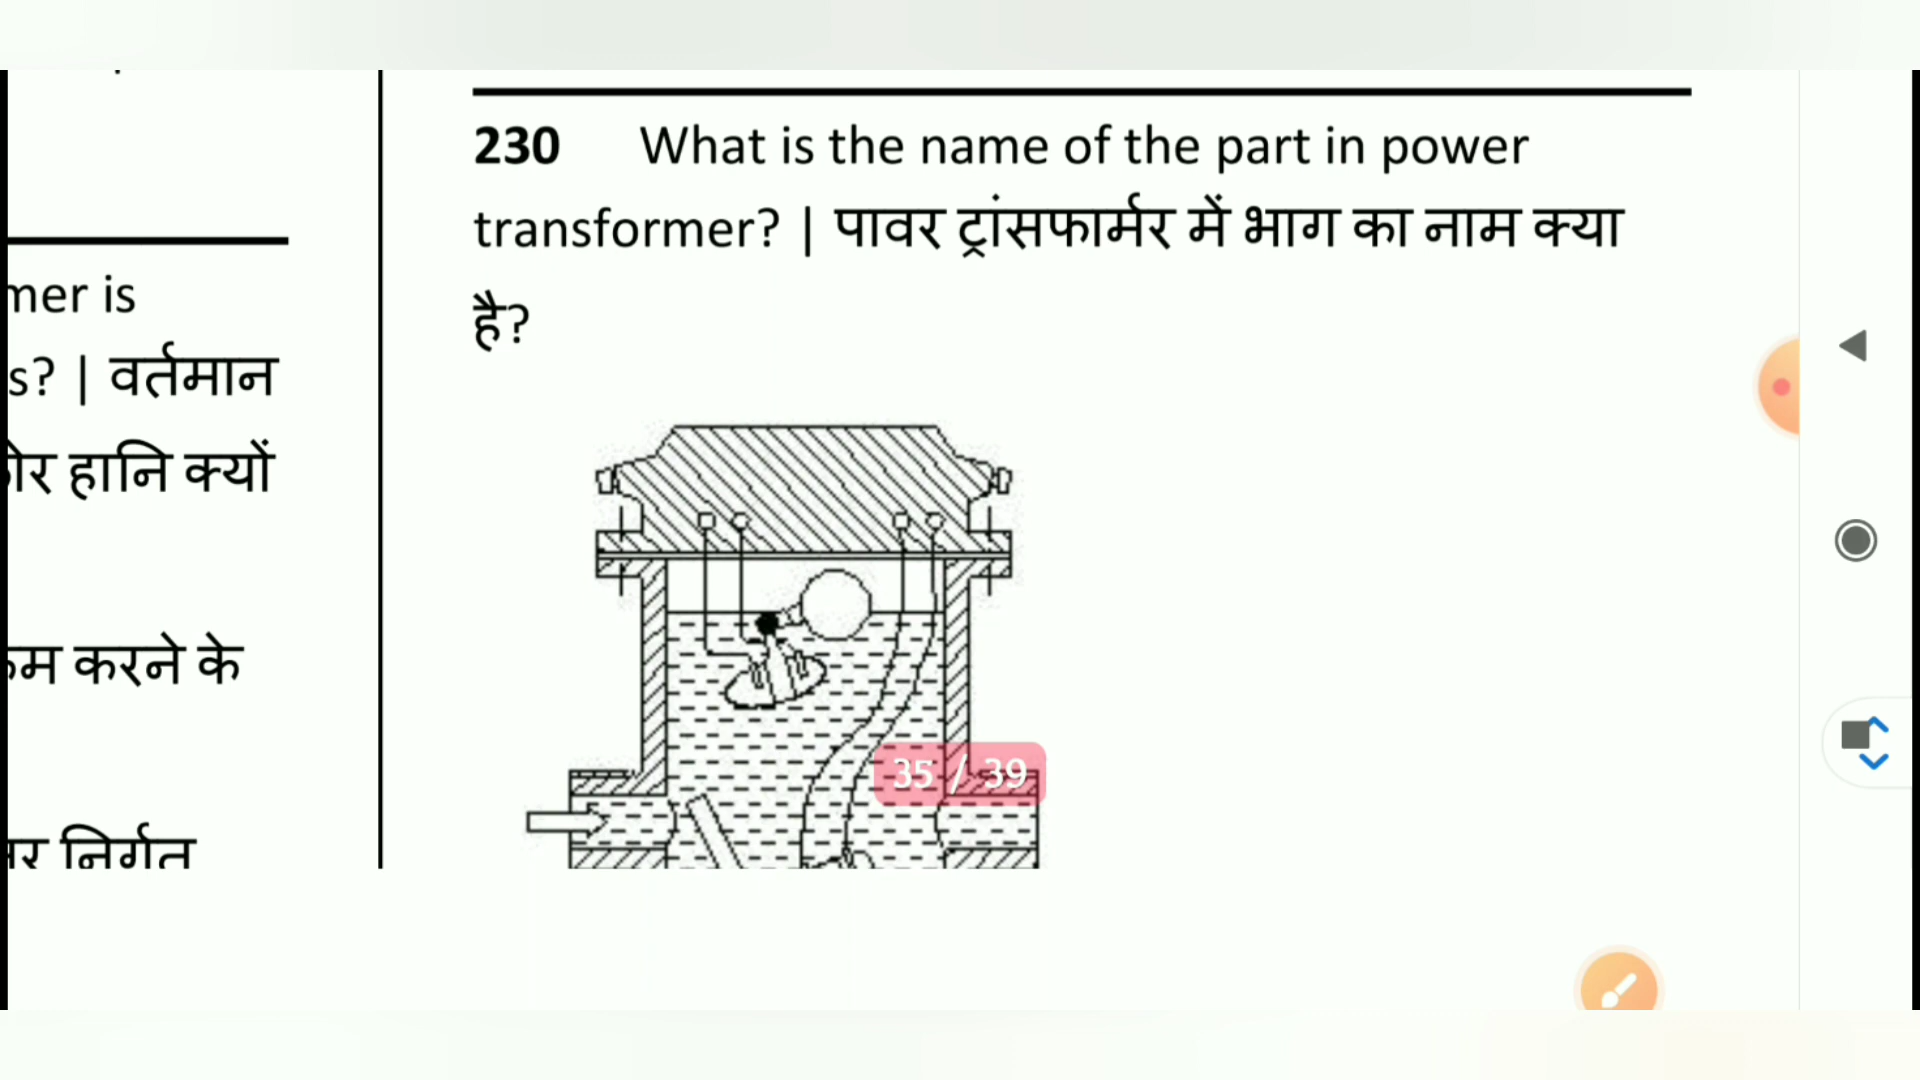 mer is
s? | वर्तमान
हानि क्यों
करने के
निर्गत
230 What is the name of the part in power
transformer? | पावर ट्रांसफार्मर में भाग का नाम क्या
है?
35 / 39